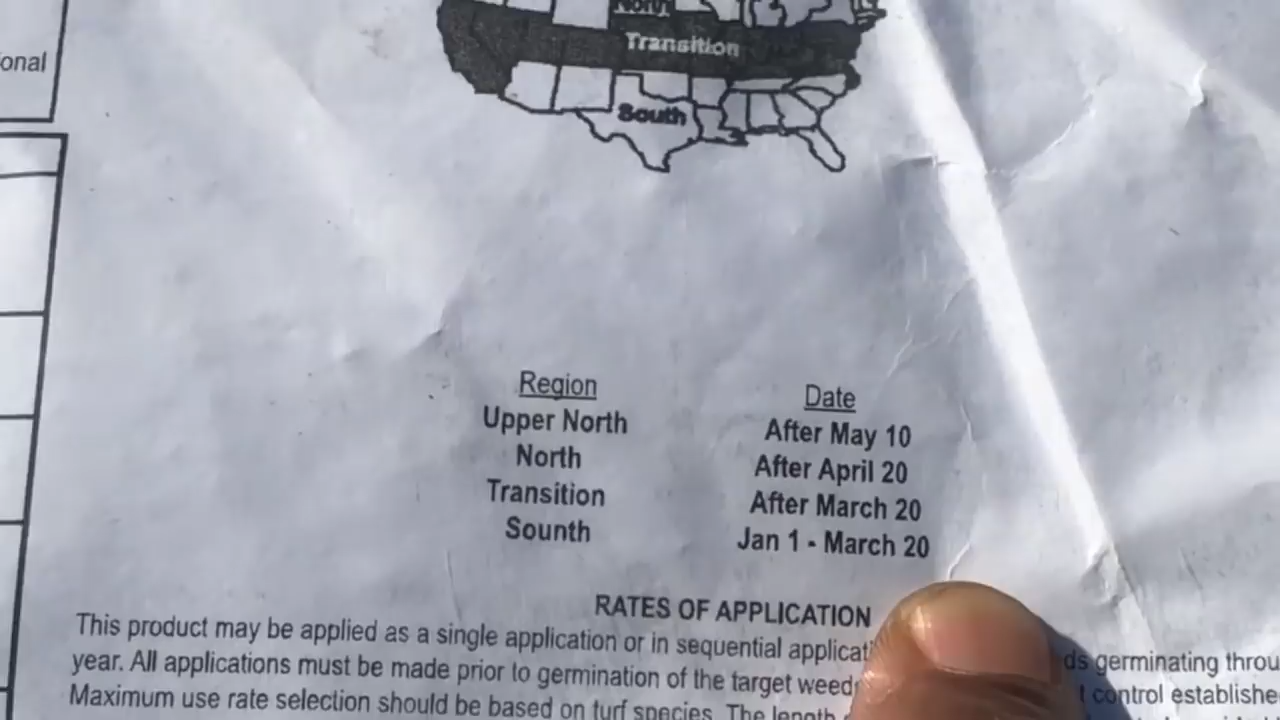 onal
North
Transition
South
Region Date
Upper North After May 10
North After April 20
Transition After March 20
Sounth Jan 1 - March 20
RATES OF APPLICATION
This product may be applied as a single application or in sequential applicat ds germinating throu
year. All applications must be made prior to germination of the target weed t control establishe
Maximum use rate selection should be based on turf species. The length